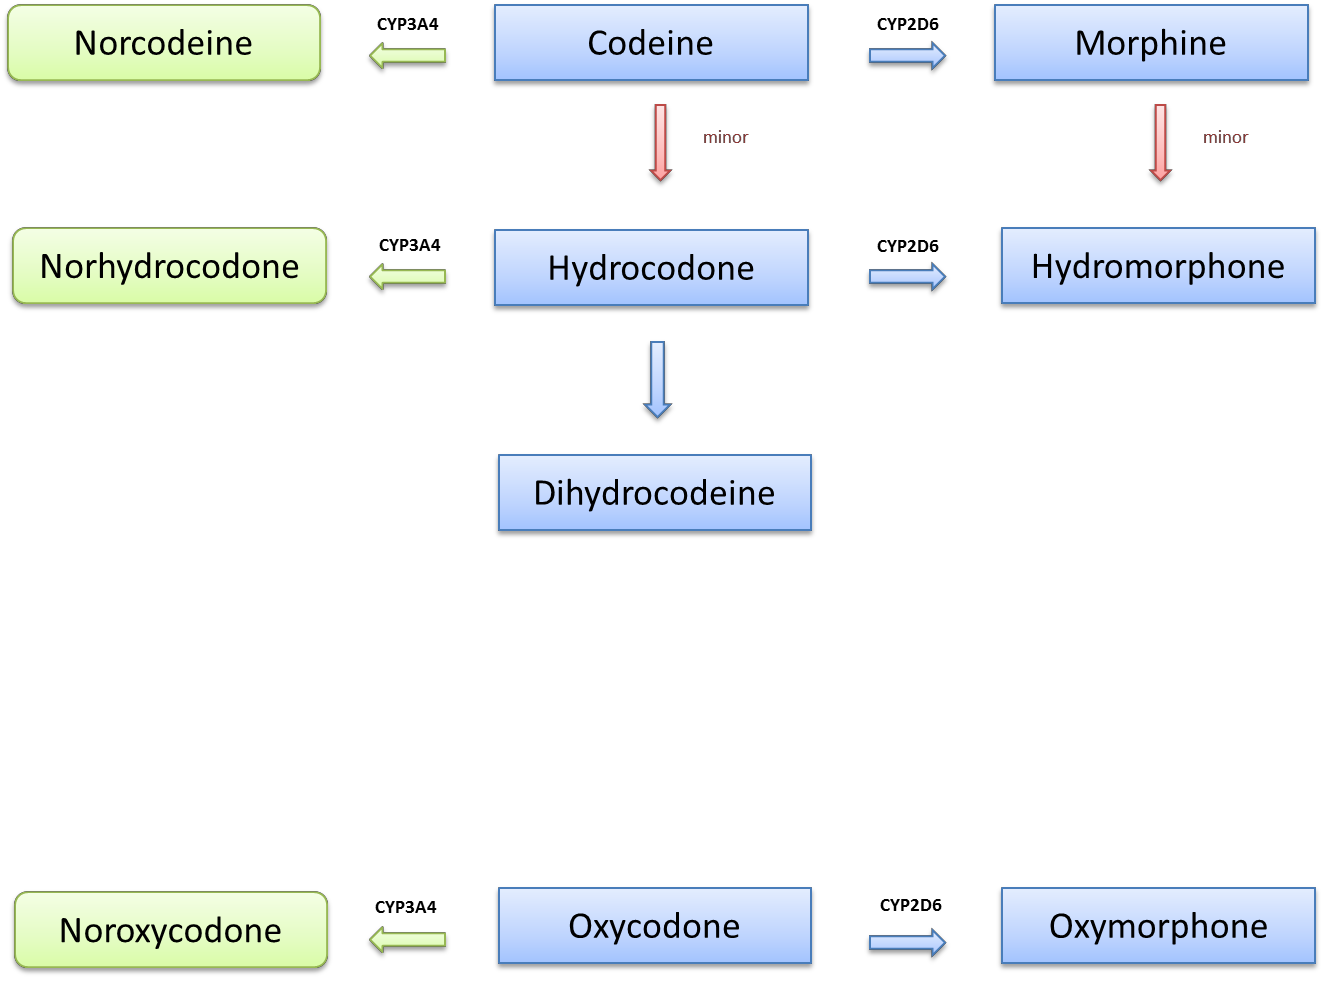 Norcodeine
CYP3A4
Codeine
CYP2D6
Morphine
minor
minor
Norhydrocodone
CYP3A4
Hydrocodone
CYP2D6
Hydromorphone
Dihydrocodeine
Noroxycodone
CYP3A4
Oxycodone
CYP2D6
Oxymorphone